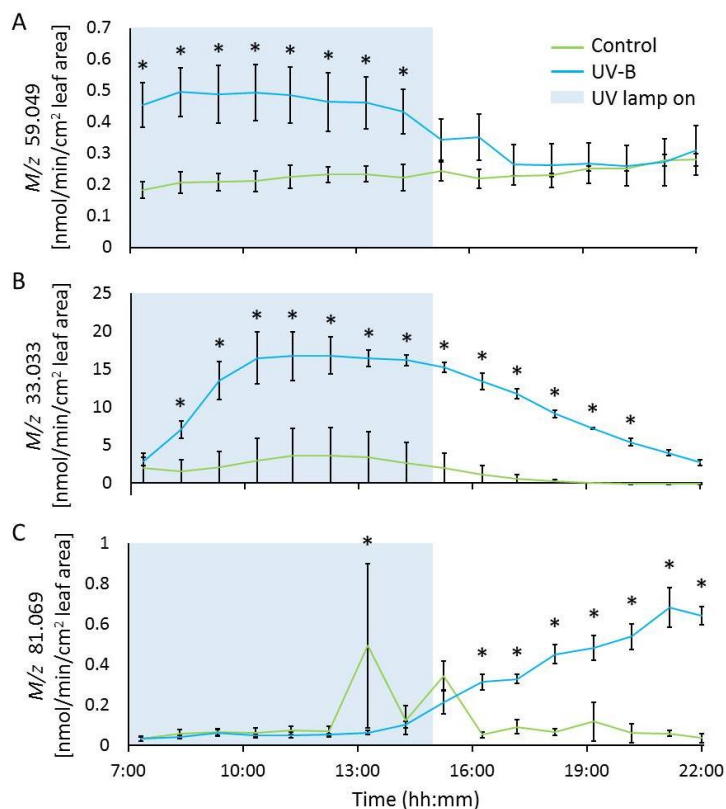 A
M/z 59.049
[nmol/min/cm² leaf area]
0.7
0.6
0.5
0.4
0.3
0.2
0.1
0
* * * * * * * *
Control
UV-B
UV lamp on
B
M/z 33.033
[nmol/min/cm² leaf area]
25
20
15
10
5
0
* * * * * * * * * * * * *
C
M/z 81.069
[nmol/min/cm² leaf area]
1
0.8
0.6
0.4
0.2
0
* * * * * * * *
7:00 10:00 13:00 16:00 19:00 22:00
Time (hh:mm)